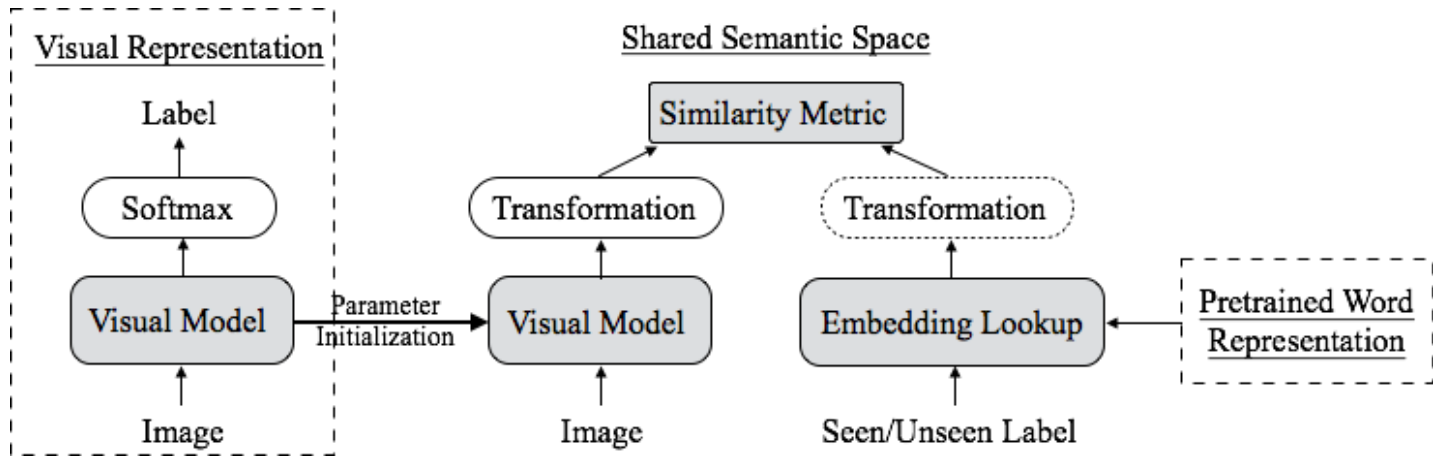 Visual Representation
Label
Softmax
Visual Model
Image
Parameter
Initialization
Shared Semantic Space
Similarity Metric
Transformation
Transformation
Visual Model
Embedding Lookup
Image
Seen/Unseen Label
Pretrained Word
Representation